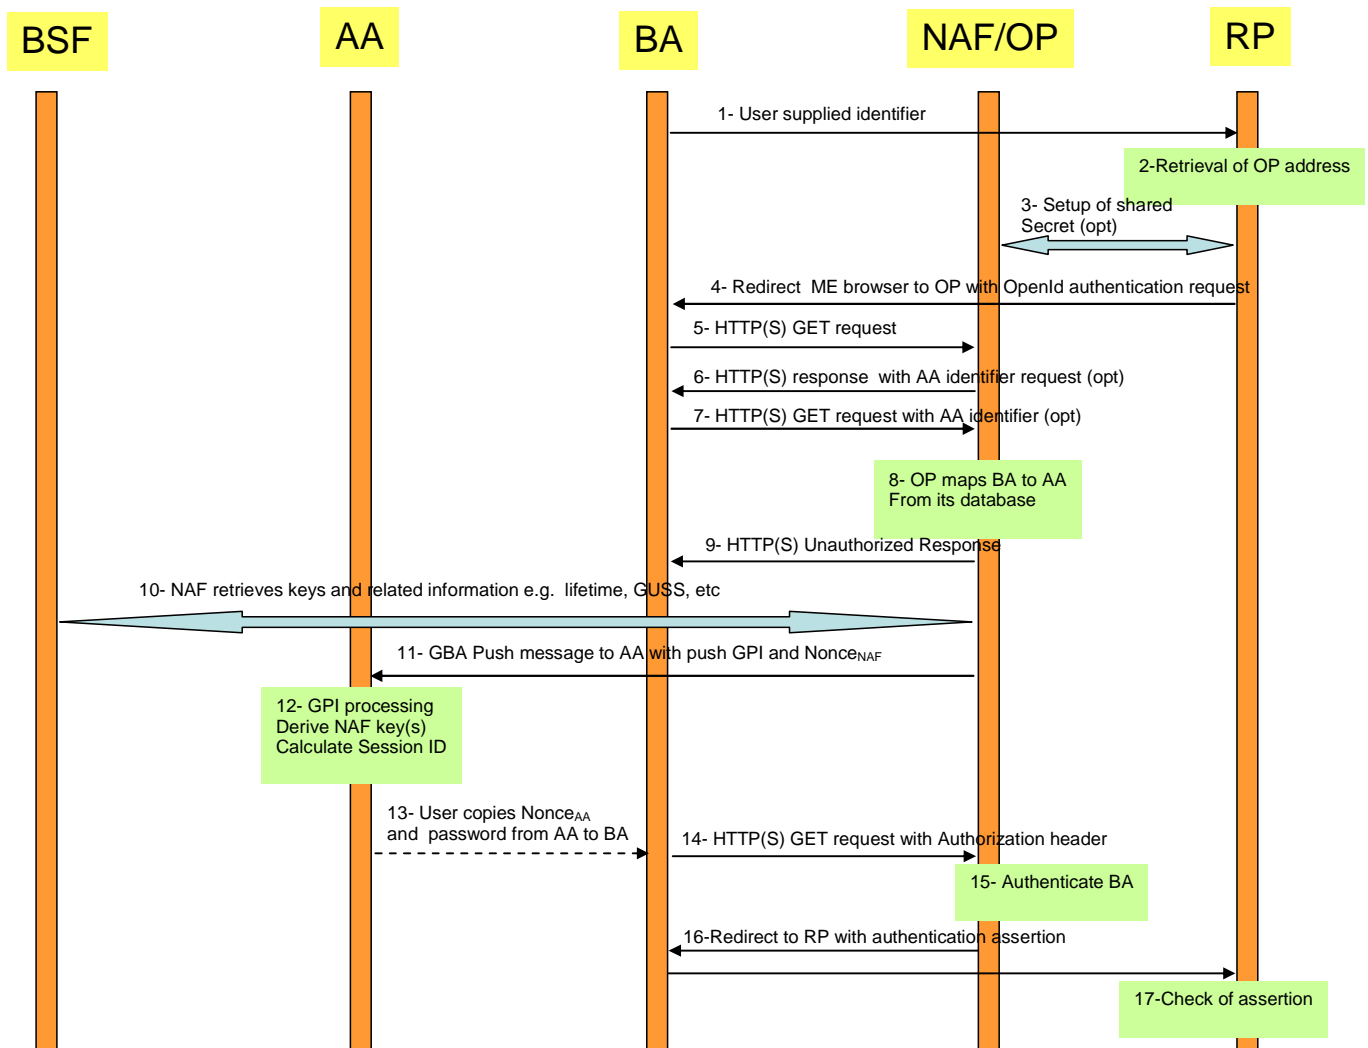 BSF
AA
BA
NAF/OP
RP
1- User supplied identifier
2-Retrieval of OP address
3- Setup of shared
Secret (opt)
4- Redirect ME browser to OP with OpenId authentication request
5- HTTP(S) GET request
6- HTTP(S) response with AA identifier request (opt)
7- HTTP(S) GET request with AA identifier (opt)
8- OP maps BA to AA
From its database
9- HTTP(S) Unauthorized Response
10- NAF retrieves keys and related information e.g. lifetime, GUSS, etc
11- GBA Push message to AA with push GPI and NonceNAF
12- GPI processing
Derive NAF key(s)
Calculate Session ID
13- User copies NonceAA
and password from AA to BA
14- HTTP(S) GET request with Authorization header
15- Authenticate BA
16-Redirect to RP with authentication assertion
17-Check of assertion